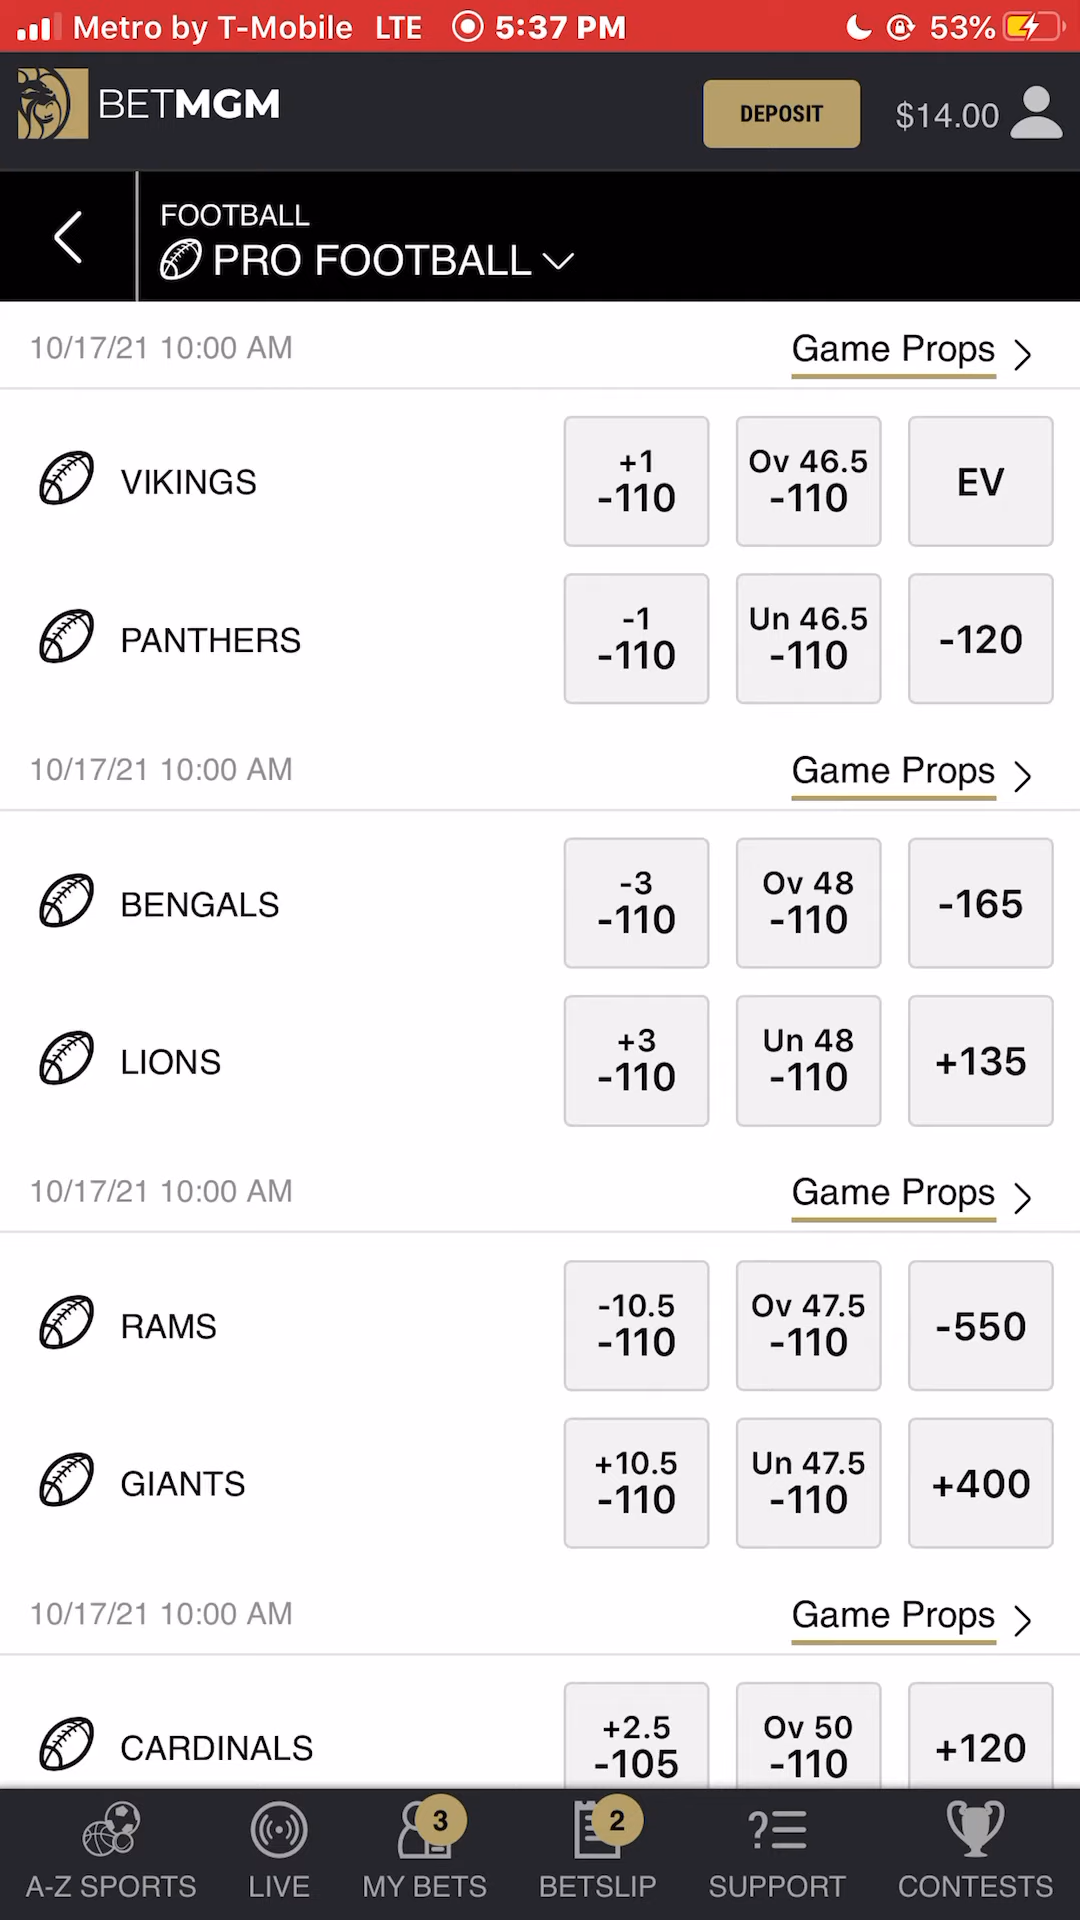 Metro by T-Mobile LTE 5:37 PM 53%
BETMGM DEPOSIT $14.00
FOOTBALL
PRO FOOTBALL
10/17/21 10:00 AM Game Props
+1 Ov 46.5
VIKINGS -110 -110 EV
-1 Un 46.5
PANTHERS -110 -110 -120
10/17/21 10:00 AM Game Props
-3 Ov 48
BENGALS -110 -110 -165
+3 Un 48
LIONS -110 -110 +135
10/17/21 10:00 AM Game Props
-10.5 Ov 47.5
RAMS -110 -110 -550
+10.5 Un 47.5
GIANTS -110 -110 +400
10/17/21 10:00 AM Game Props
+2.5 Ov 50
CARDINALS -105 -110 +120
3 2
A-Z SPORTS LIVE MY BETS BETSLIP SUPPORT CONTESTS